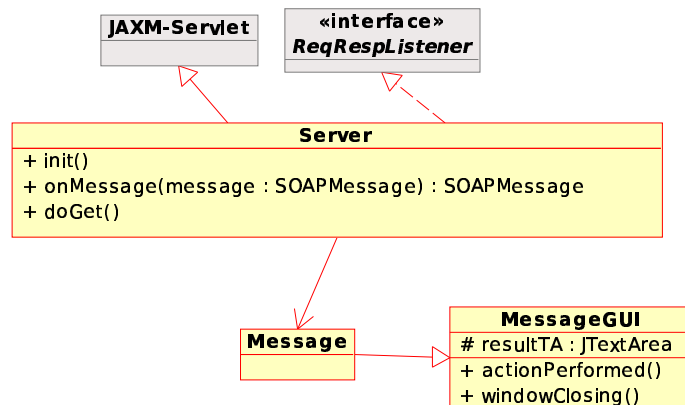 JAXM-Servlet
«interface»
ReqRespListener
Server
+ init()
+ onMessage(message : SOAPMessage) : SOAPMessage
+ doGet()
Message
MessageGUI
# resultTA : JTextArea
+ actionPerformed()
+ windowClosing()